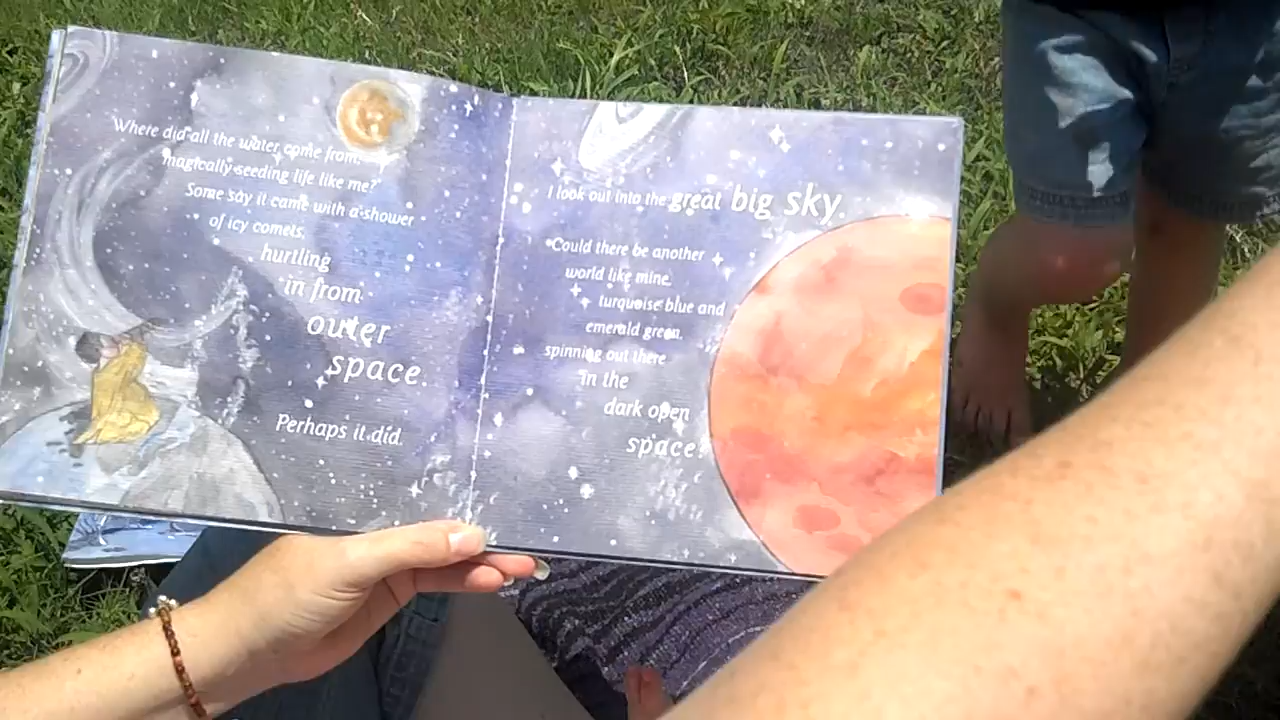 "Where did all the water come from,
magically seeding life like me?"
Some say it came with a shower
of icy comets,
hurtling
in from
outer
space.
Perhaps it did.
I look out into the great big sky.
Could there be another
world like mine,
turquoise blue and
emerald green,
spinning out there
in the
dark open
space?